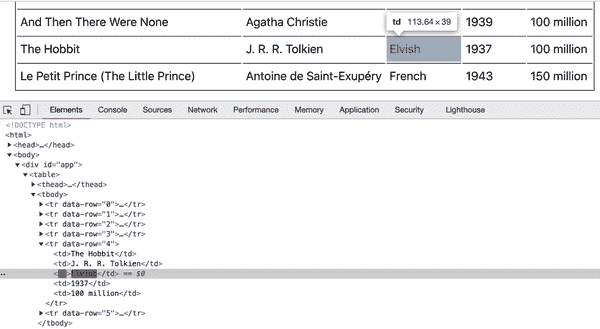 td 113.64 × 39
And Then There Were None Agatha Christie 1939 100 million
The Hobbit J. R. R. Tolkien Elvish 1937 100 million
Le Petit Prince (The Little Prince) Antoine de Saint-Exupéry French 1943 150 million
Elements Console Sources Network Performance Memory Application Security Lighthouse
<!DOCTYPE html>
<html>
▶<head>…</head>
▼<body>
▼<div id="app">
▼<table>
▶<thead>…</thead>
▼<tbody>
▶<tr data-row="0">…</tr>
▶<tr data-row="1">…</tr>
▶<tr data-row="2">…</tr>
▶<tr data-row="3">…</tr>
▼<tr data-row="4">
<td>The Hobbit</td>
<td>J. R. R. Tolkien</td>
Elvish</td> == $0
<td>1937</td>
<td>100 million</td>
</tr>
▶<tr data-row="5">…</tr>
</tbody>